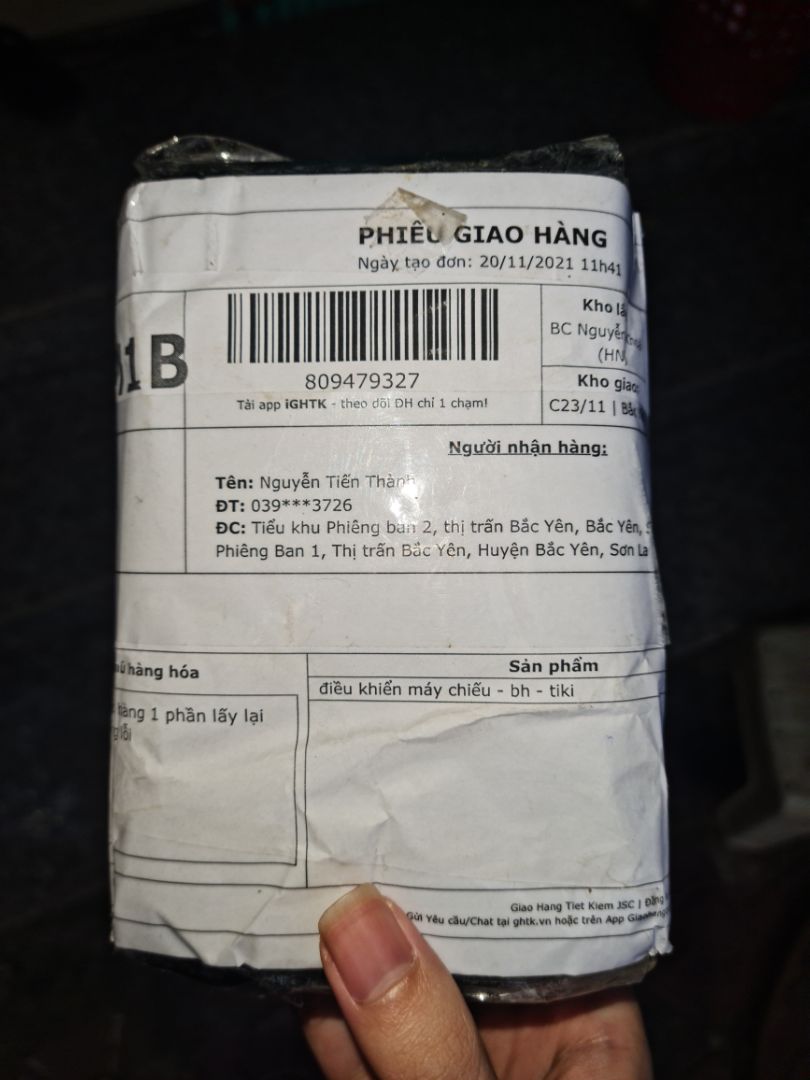 PHIẾU GIAO HÀNG
Ngày tạo đơn: 20/11/2021 11h41
1B
809479327
Tải app iGHTK - theo dõi ĐH chỉ 1 chạm!
Kho
BC
(HN
Kho giao:
C23/11 |
Người nhận hàng:
Tên: Nguyễn Tiến Thành
ĐT: 039***3726
ĐC: Tiểu khu Phiêng ban 2, thị trấn Bắc Yên, Bắc Yên,
Phiêng Ban 1, Thị trấn Bắc Yên, Huyện Bắc Yên, Sơn La
hàng hóa
hàng 1 phần lấy lại
lỗi
Sản phẩm
điều khiển máy chiếu - bh - tiki
Giao Hang Tiet Kiem JSC |
Gửi Yêu cầu/Chat tại ghtk.vn hoặc trên App